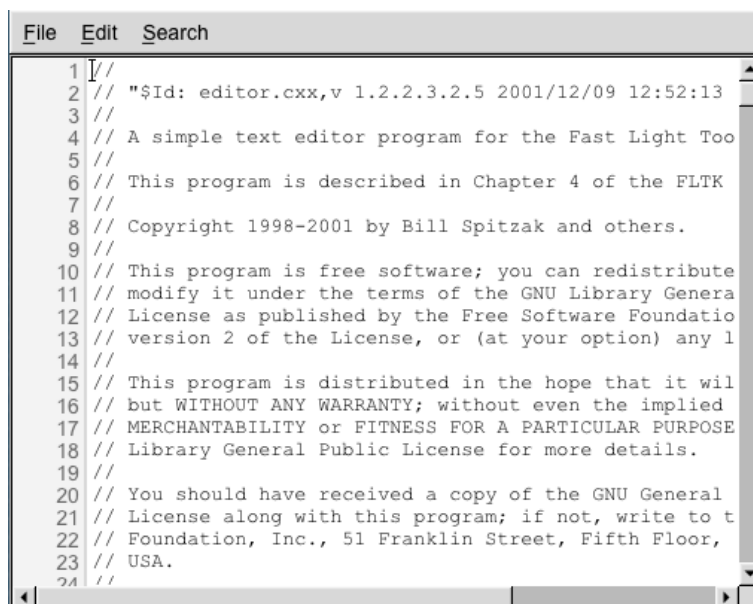 File Edit Search
1 //
2 // "$Id: editor.cxx,v 1.2.2.3.2.5 2001/12/09 12:52:13
3 //
4 // A simple text editor program for the Fast Light Too
5 //
6 // This program is described in Chapter 4 of the FLTK
7 //
8 // Copyright 1998-2001 by Bill Spitzak and others.
9 //
10 // This program is free software; you can redistribute
11 // modify it under the terms of the GNU Library Genera
12 // License as published by the Free Software Foundatio
13 // version 2 of the License, or (at your option) any l
14 //
15 // This program is distributed in the hope that it wil
16 // but WITHOUT ANY WARRANTY; without even the implied
17 // MERCHANTABILITY or FITNESS FOR A PARTICULAR PURPOSE
18 // Library General Public License for more details.
19 //
20 // You should have received a copy of the GNU General
21 // License along with this program; if not, write to t
22 // Foundation, Inc., 51 Franklin Street, Fifth Floor,
23 // USA.
24 //